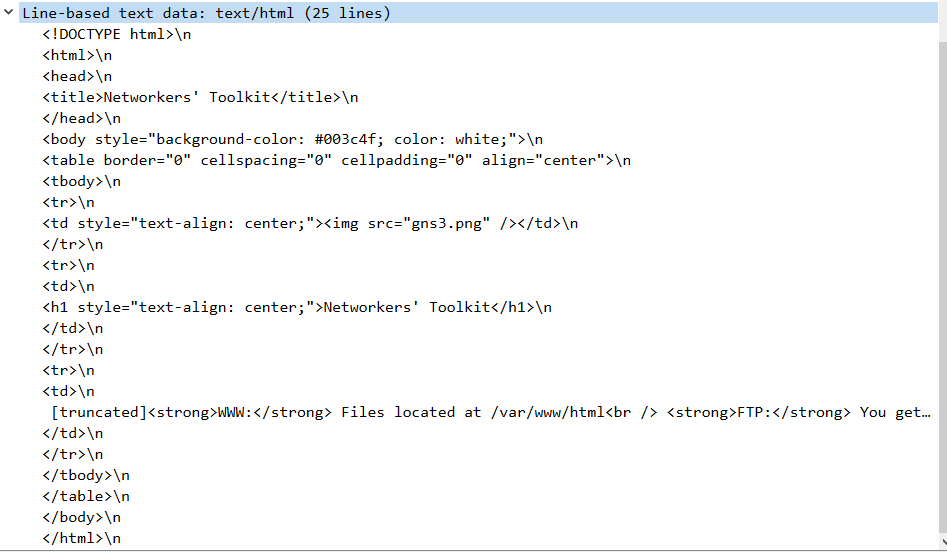 Line-based text data: text/html (25 lines)
<!DOCTYPE html>\n
<html>\n
<head>\n
<title>Networkers' Toolkit</title>\n
</head>\n
<body style="background-color: #003c4f; color: white;">\n
<table border="0" cellspacing="0" cellpadding="0" align="center">\n
<tbody>\n
<tr>\n
<td style="text-align: center;"><img src="gns3.png" /></td>\n
</tr>\n
<tr>\n
<td>\n
<h1 style="text-align: center;">Networkers' Toolkit</h1>\n
</td>\n
</tr>\n
<tr>\n
<td>\n
[truncated]<strong>WWW:</strong> Files located at /var/www/html<br /> <strong>FTP:</strong> You get…
</td>\n
</tr>\n
</tbody>\n
</table>\n
</body>\n
</html>\n